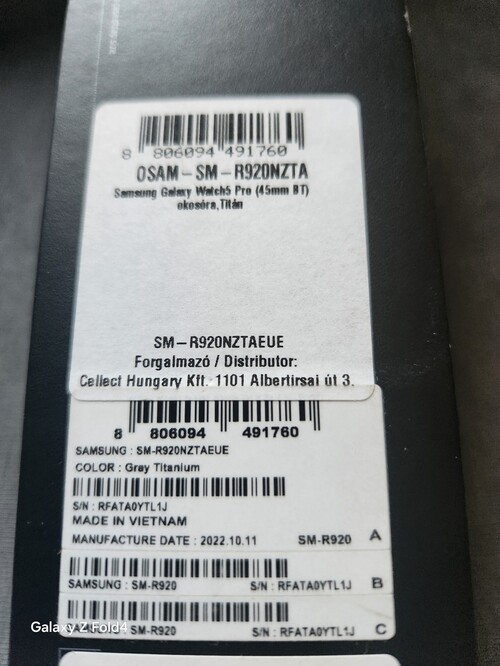 8 806094 491760
OSAM-SM-R920NZTA
Samsung Galaxy Watch5 Pro (45mm BT)
okosóra,Titán
SM-R920NZTAEUE
Forgalmazó / Distributor:
Cellect Hungary Kft. 1101 Albertirsai út 3.
8 806094 491760
SAMSUNG : SM-R920NZTAEUE
COLOR : Gray Titanium
S/N : RFATA0YTL1J
MADE IN VIETNAM
MANUFACTURE DATE : 2022.10.11 SM-R920 A
SAMSUNG : SM-R920 S/N : RFATA0YTL1J B
SM-R920 S/N : RFATA0YTL1J C
Galaxy Z Fold4